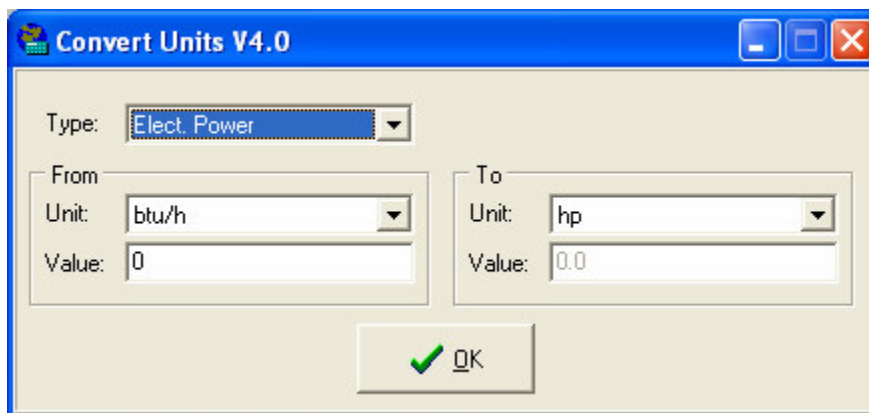 Convert Units V4.0
Type: Elect. Power
From
Unit: btu/h
Value: 0
To
Unit: hp
Value: 0.0
OK